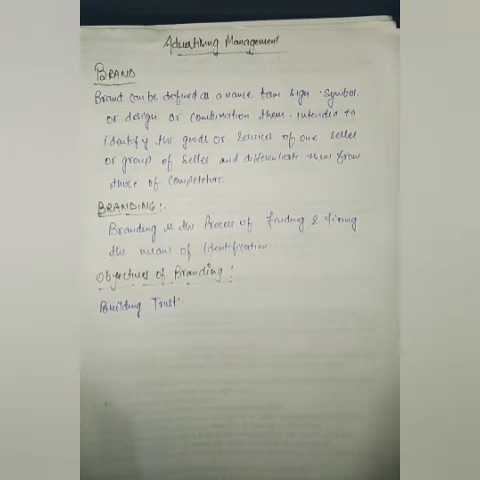 Advertising Management
BRAND
Brand can be defined as a name term sign . symbol.
or design or combination them . intended to
identify the goods or services of one seller
or group of seller and differenciate them from
those of competetors.
BRANDING :.
Branding is the Process of finding & fixing
the means of identification
Objectives of Branding :
Building Trust :.